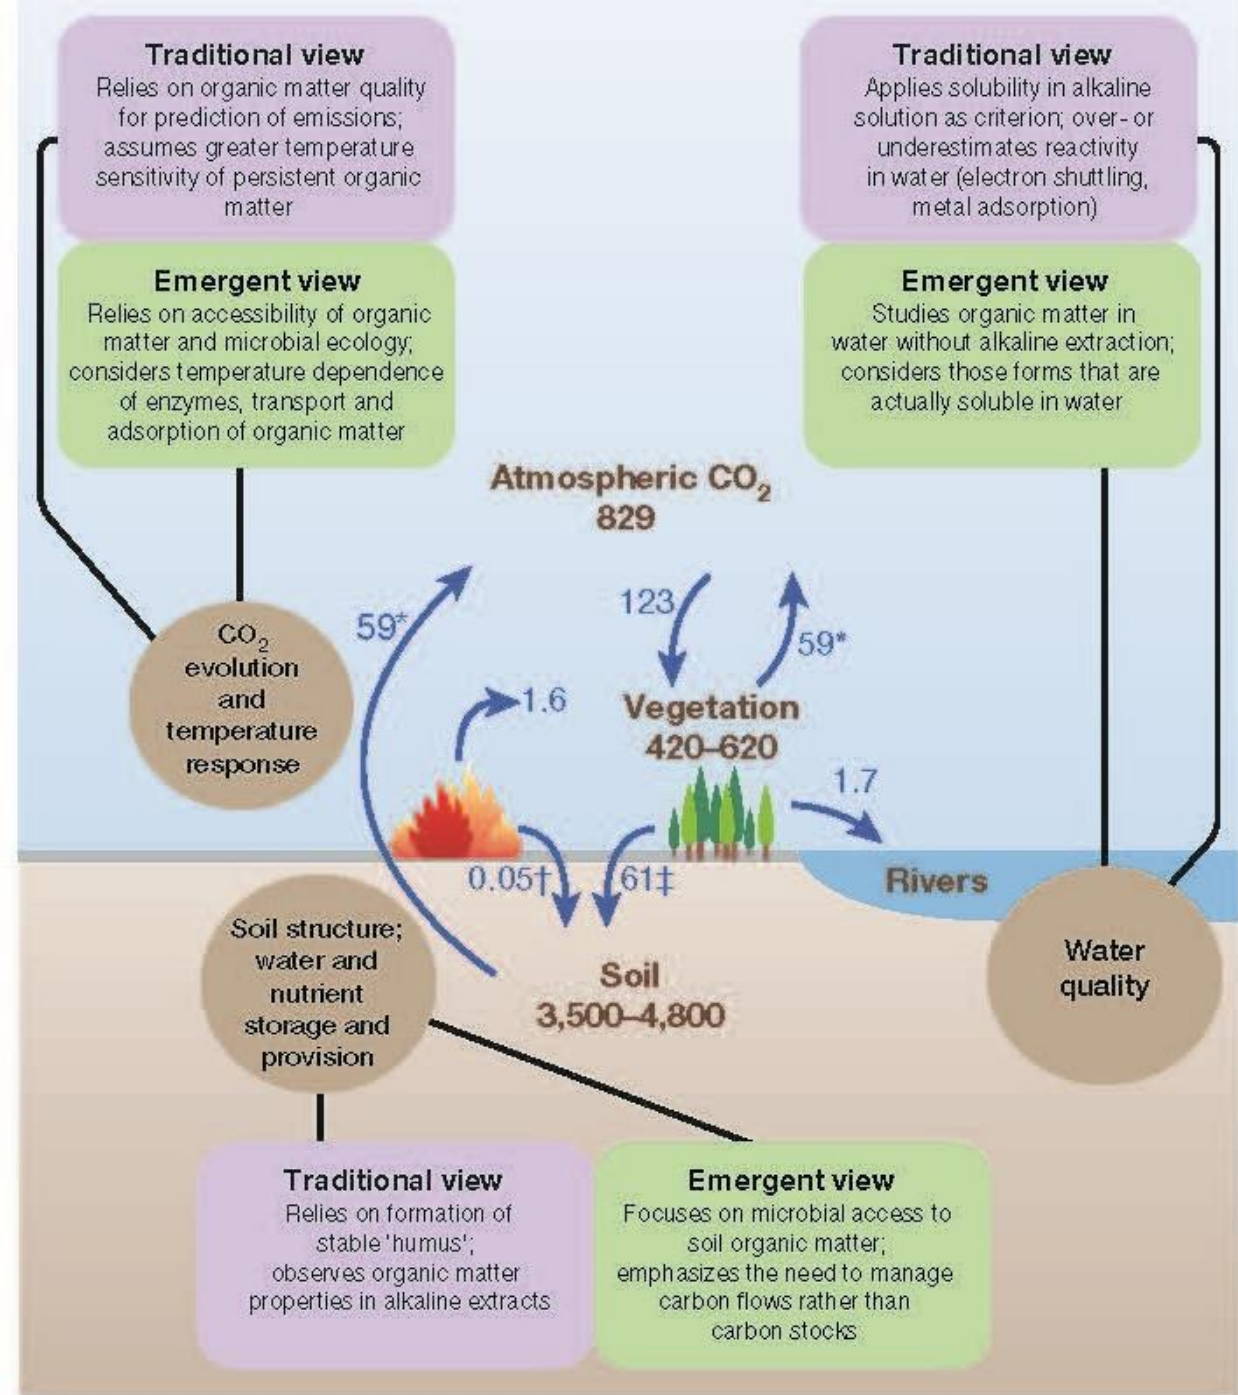 Traditional view
Relies on organic matter quality
for prediction of emissions;
assumes greater temperature
sensitivity of persistent organic
matter
Emergent view
Relies on accessibility of organic
matter and microbial ecology;
considers temperature dependence
of enzymes, transport and
adsorption of organic matter
Traditional view
Applies solubility in alkaline
solution as criterion; over- or
underestimates reactivity
in water (electron shuttling,
metal adsorption)
Emergent view
Studies organic matter in
water without alkaline extraction;
considers those forms that are
actually soluble in water
Atmospheric CO₂
829
CO₂
evolution
and
temperature
response
59*
123
59*
1.6
Vegetation
420–620
1.7
0.05†
61‡
Rivers
Soil structure;
water and
nutrient
storage and
provision
Soil
3,500–4,800
Water
quality
Traditional view
Relies on formation of
stable 'humus';
observes organic matter
properties in alkaline extracts
Emergent view
Focuses on microbial access to
soil organic matter;
emphasizes the need to manage
carbon flows rather than
carbon stocks